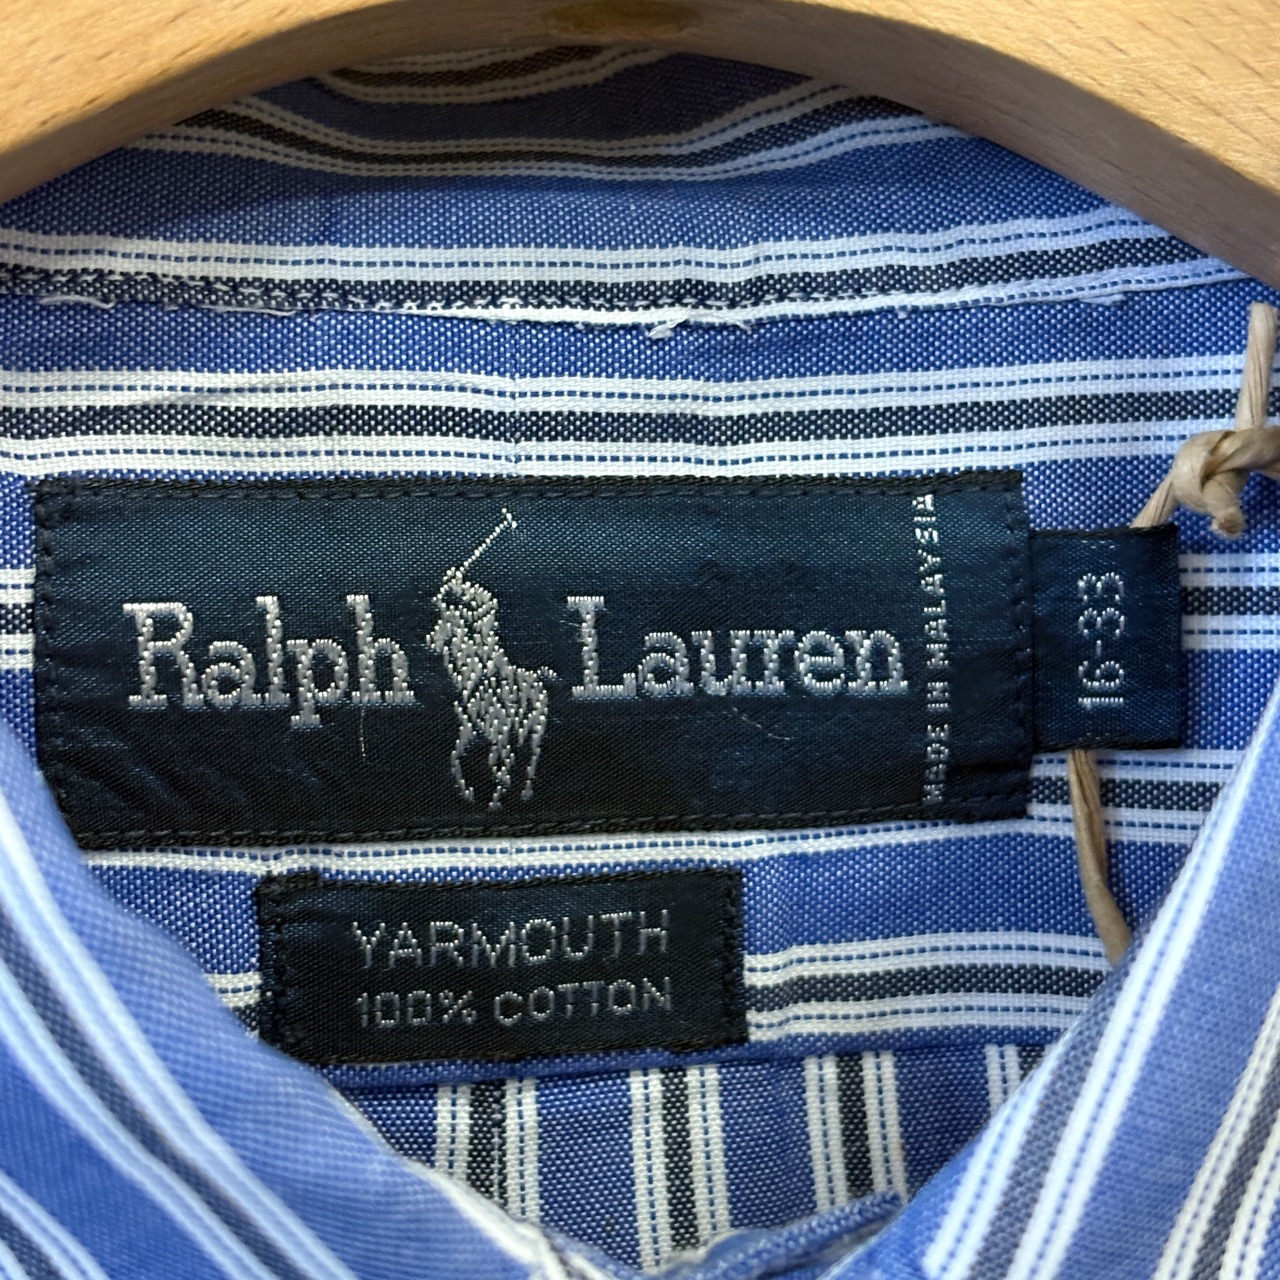 Ralph Lauren
MADE IN MALAYSIA
16-33
YARMOUTH
100% COTTON